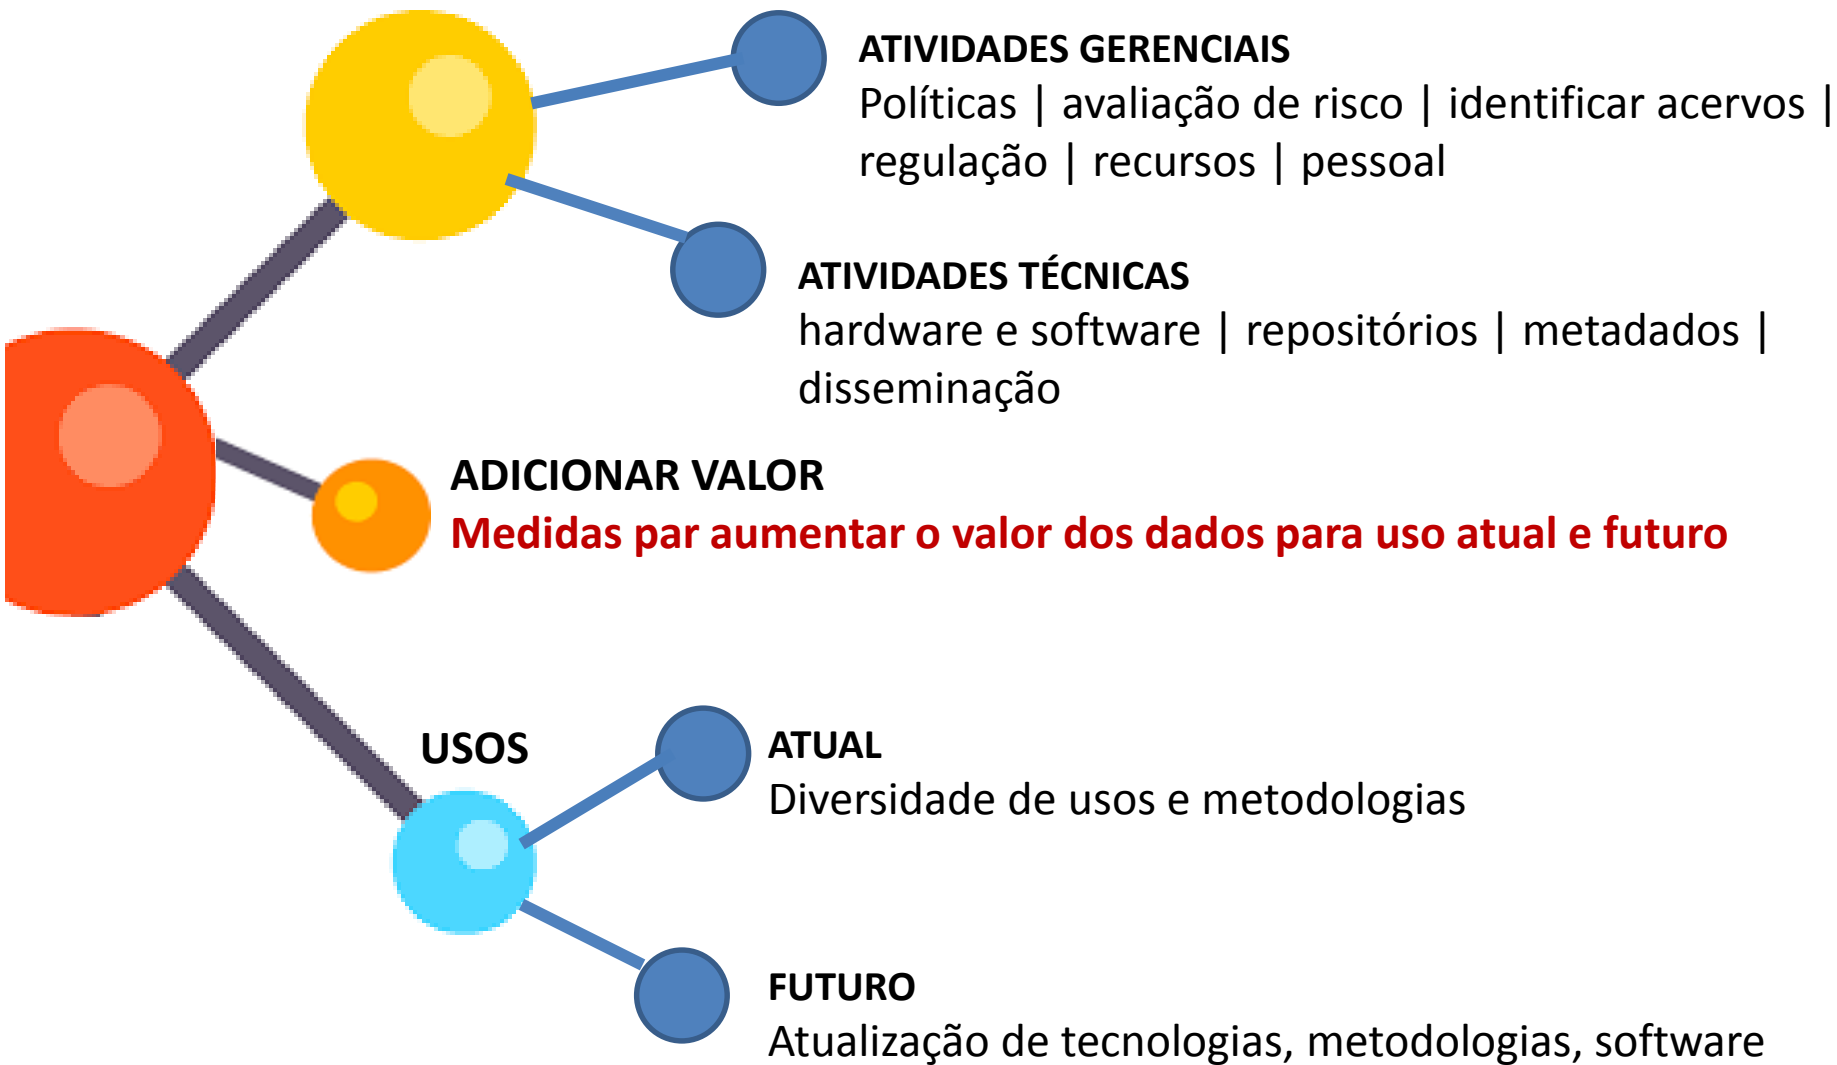 ATIVIDADES GERENCIAIS
Políticas | avaliação de risco | identificar acervos |
regulação | recursos | pessoal
ATIVIDADES TÉCNICAS
hardware e software | repositórios | metadados |
disseminação
ADICIONAR VALOR
Medidas par aumentar o valor dos dados para uso atual e futuro
USOS
ATUAL
Diversidade de usos e metodologias
FUTURO
Atualização de tecnologias, metodologias, software